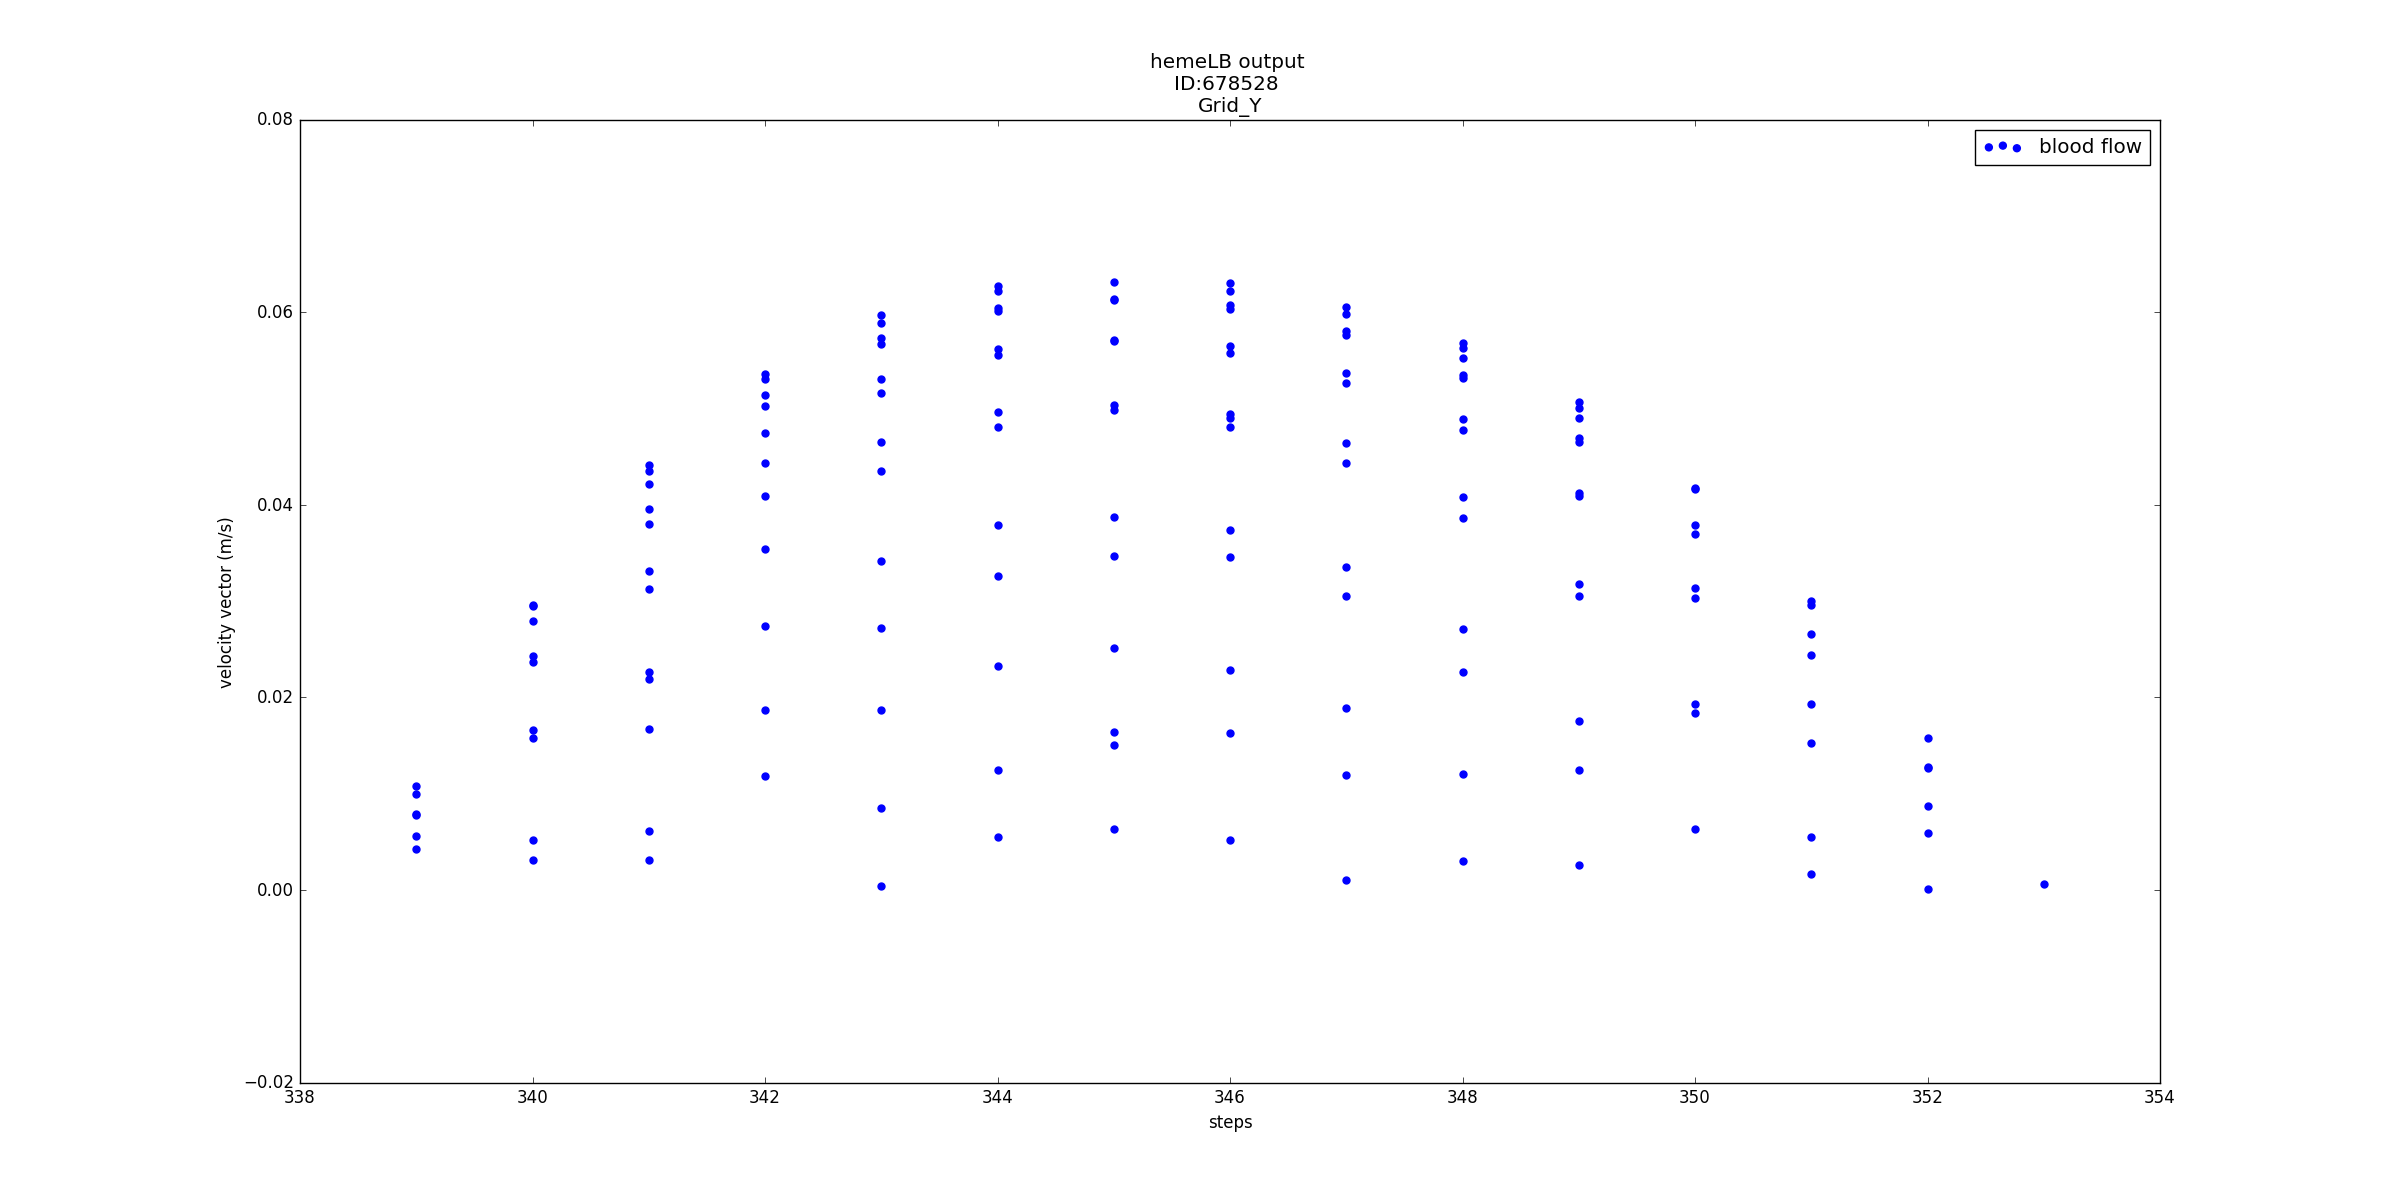 hemeLB output
ID:678528
Grid_Y
blood flow
0.08
0.06
0.04
0.02
0.00
−0.02
velocity vector (m/s)
338 340 342 344 346 348 350 352 354
steps